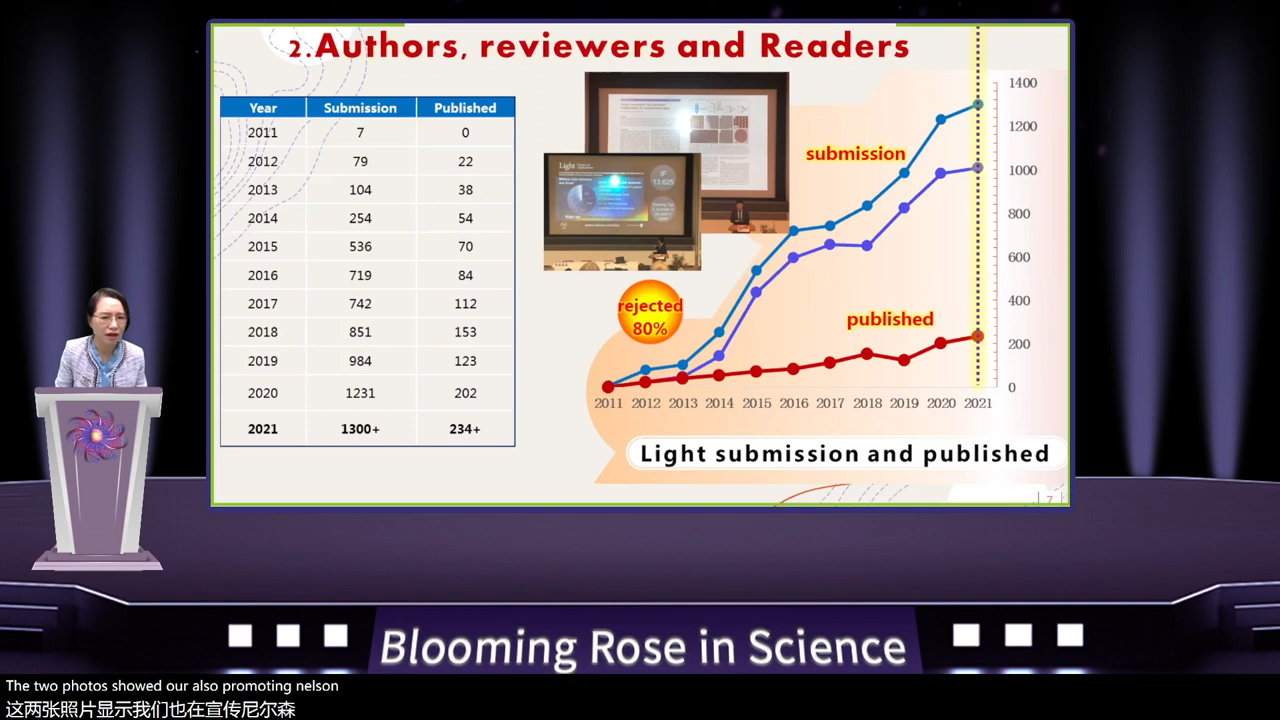 2.Authors, reviewers and Readers
Year Submission Published
2011 7 0
2012 79 22
2013 104 38
2014 254 54
2015 536 70
2016 719 84
2017 742 112
2018 851 153
2019 984 123
2020 1231 202
2021 1300+ 234+
Light
IF
13.625
rejected
80%
submission
published
1400
1200
1000
800
600
400
200
0
2011 2012 2013 2014 2015 2016 2017 2018 2019 2020 2021
Light submission and published
7
Blooming Rose in Science
The two photos showed our also promoting nelson
这两张照片显示我们也在宣传尼尔森